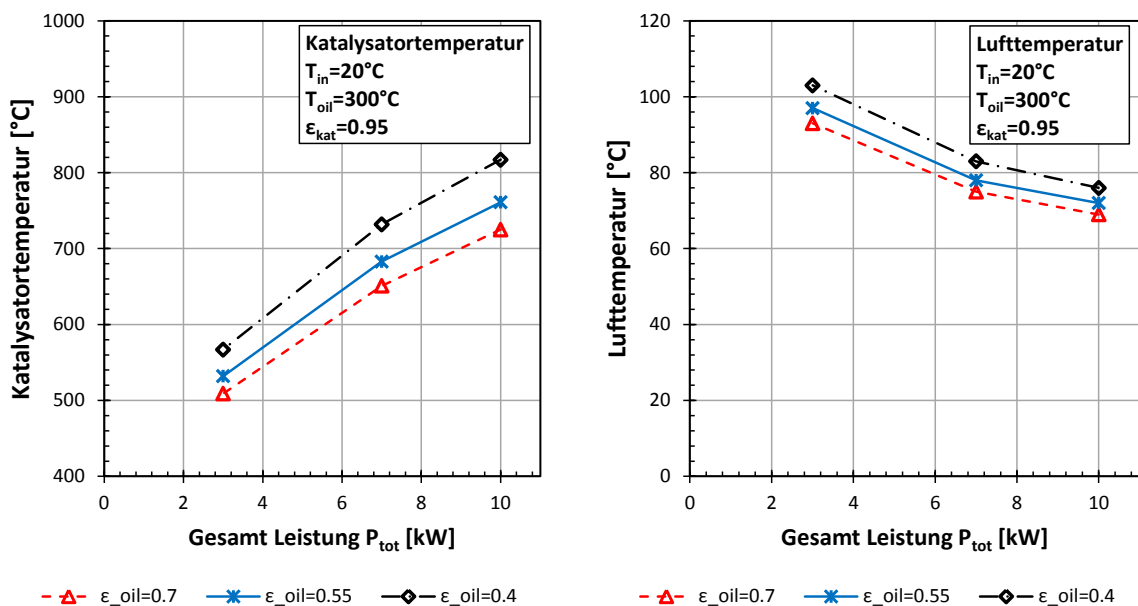 1000
900
800
700
600
500
400
0
2
4
6
8
10
Katalysatortemperatur [°C]
Gesamt Leistung P_tot [kW]
Katalysatortemperatur
T_in=20°C
T_oil=300°C
ε_kat=0.95
ε_oil=0.7
ε_oil=0.55
ε_oil=0.4
120
100
80
60
40
20
0
0
2
4
6
8
10
Lufttemperatur [°C]
Gesamt Leistung P_tot [kW]
Lufttemperatur
T_in=20°C
T_oil=300°C
ε_kat=0.95
ε_oil=0.7
ε_oil=0.55
ε_oil=0.4